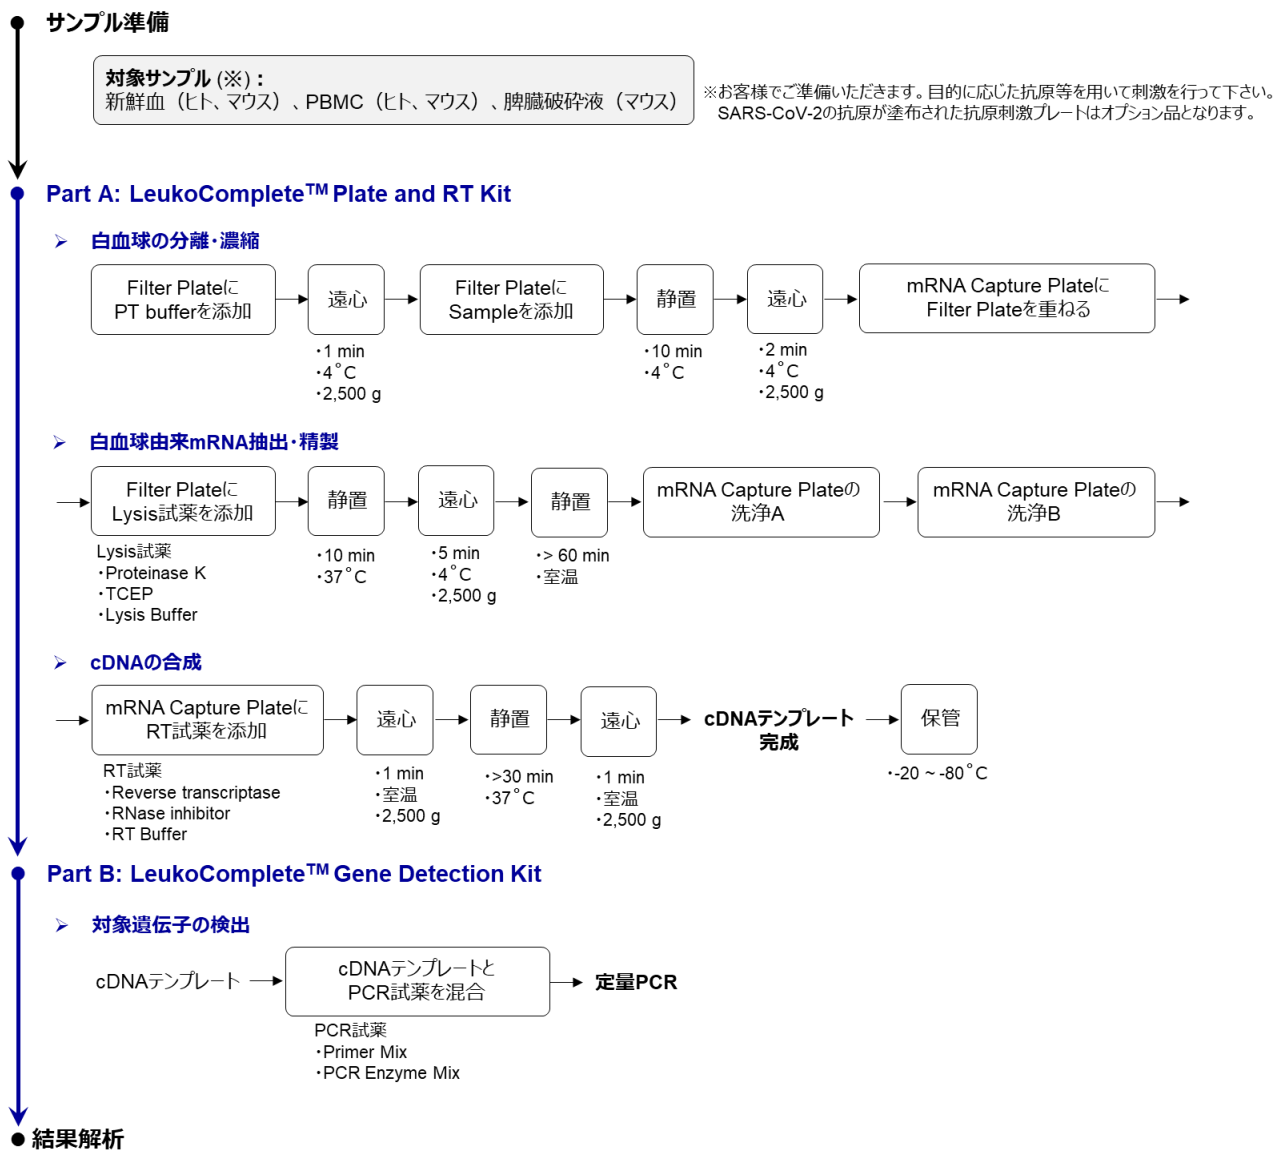 サンプル準備
対象サンプル (※)：
新鮮血（ヒト、マウス）、PBMC（ヒト、マウス）、脾臓破砕液（マウス）
※お客様でご準備いただきます。目的に応じた抗原等を用いて刺激を行って下さい。
SARS-CoV-2の抗原が塗布された抗原刺激プレートはオプション品となります。
Part A: LeukoComplete™ Plate and RT Kit
➢ 白血球の分離・濃縮
Filter Plateに
PT bufferを添加
遠心
・1 min
・4˚C
・2,500 g
Filter Plateに
Sampleを添加
静置
・10 min
・4˚C
遠心
・2 min
・4˚C
・2,500 g
mRNA Capture Plateに
Filter Plateを重ねる
➢ 白血球由来mRNA抽出・精製
Filter Plateに
Lysis試薬を添加
Lysis試薬
・Proteinase K
・TCEP
・Lysis Buffer
静置
・10 min
・37˚C
遠心
・5 min
・4˚C
・2,500 g
静置
・> 60 min
・室温
mRNA Capture Plateの
洗浄A
mRNA Capture Plateの
洗浄B
➢ cDNAの合成
mRNA Capture Plateに
RT試薬を添加
RT試薬
・Reverse transcriptase
・RNase inhibitor
・RT Buffer
遠心
・1 min
・室温
・2,500 g
静置
・>30 min
・37˚C
遠心
・1 min
・室温
・2,500 g
cDNAテンプレート
完成
保管
・-20 ~ -80˚C
Part B: LeukoComplete™ Gene Detection Kit
➢ 対象遺伝子の検出
cDNAテンプレート
cDNAテンプレートと
PCR試薬を混合
PCR試薬
・Primer Mix
・PCR Enzyme Mix
定量PCR
結果解析